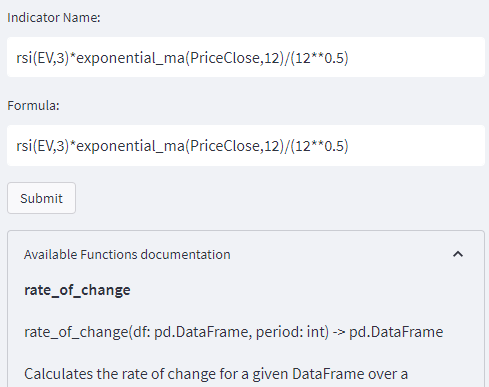 Indicator Name:
rsi(EV,3)*exponential_ma(PriceClose,12)/(12**0.5)
Formula:
rsi(EV,3)*exponential_ma(PriceClose,12)/(12**0.5)
Submit
Available Functions documentation
rate_of_change
rate_of_change(df: pd.DataFrame, period: int) -> pd.DataFrame
Calculates the rate of change for a given DataFrame over a